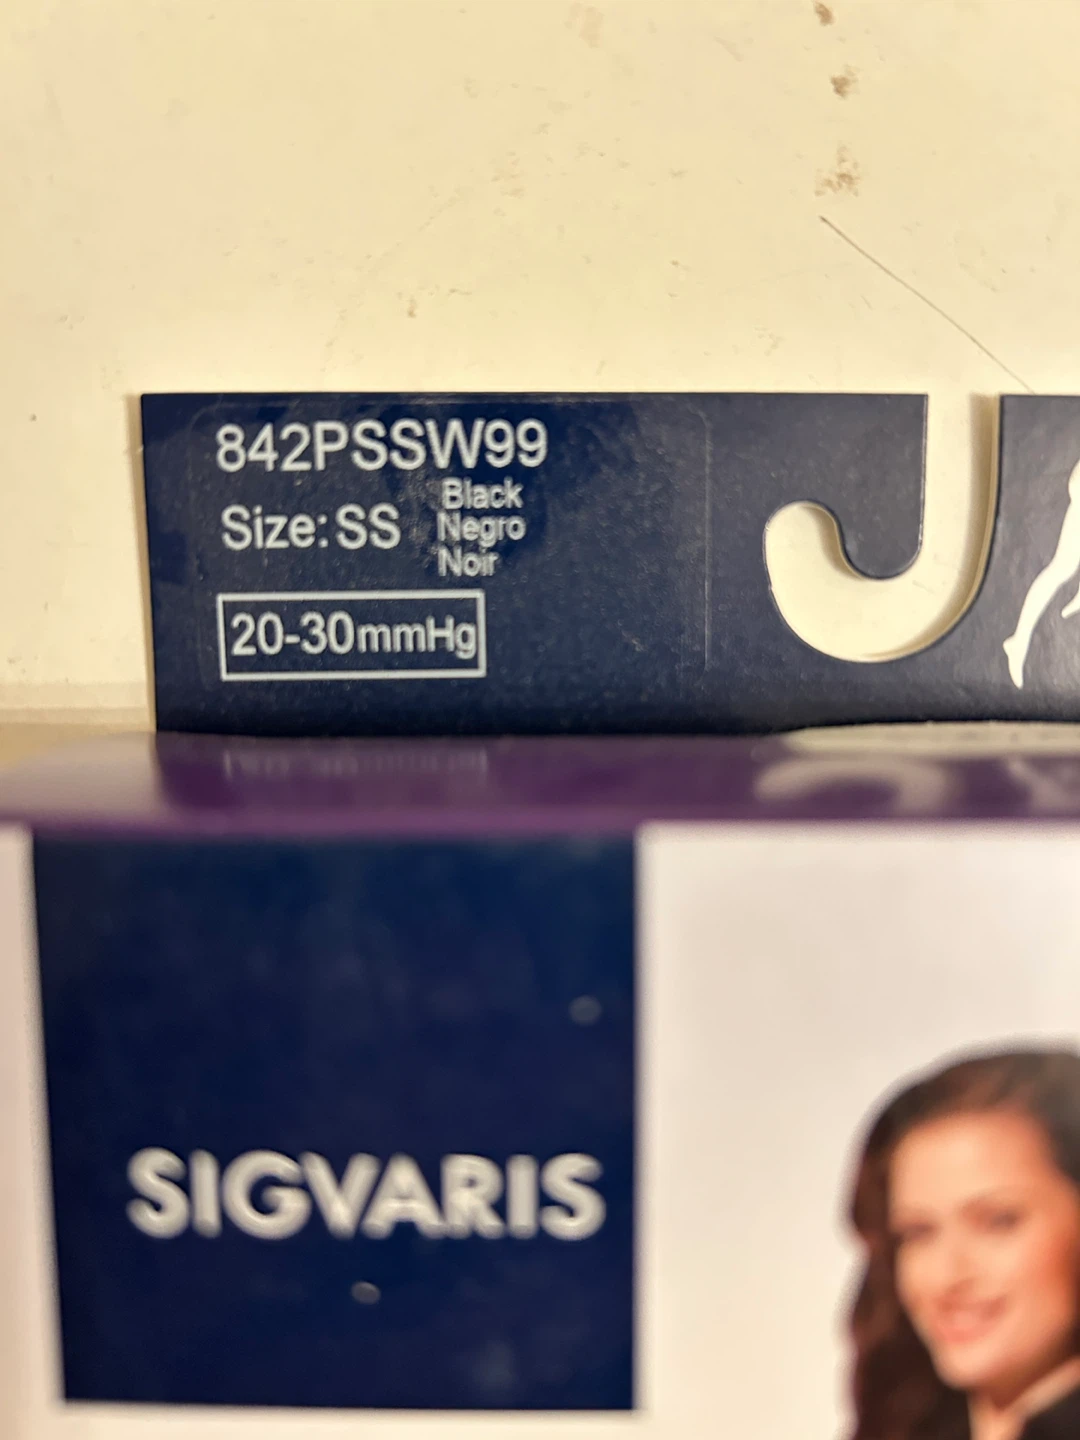 842PSSW99
Size: SS
Black
Negro
Noir
20-30mmHg
SIGVARIS